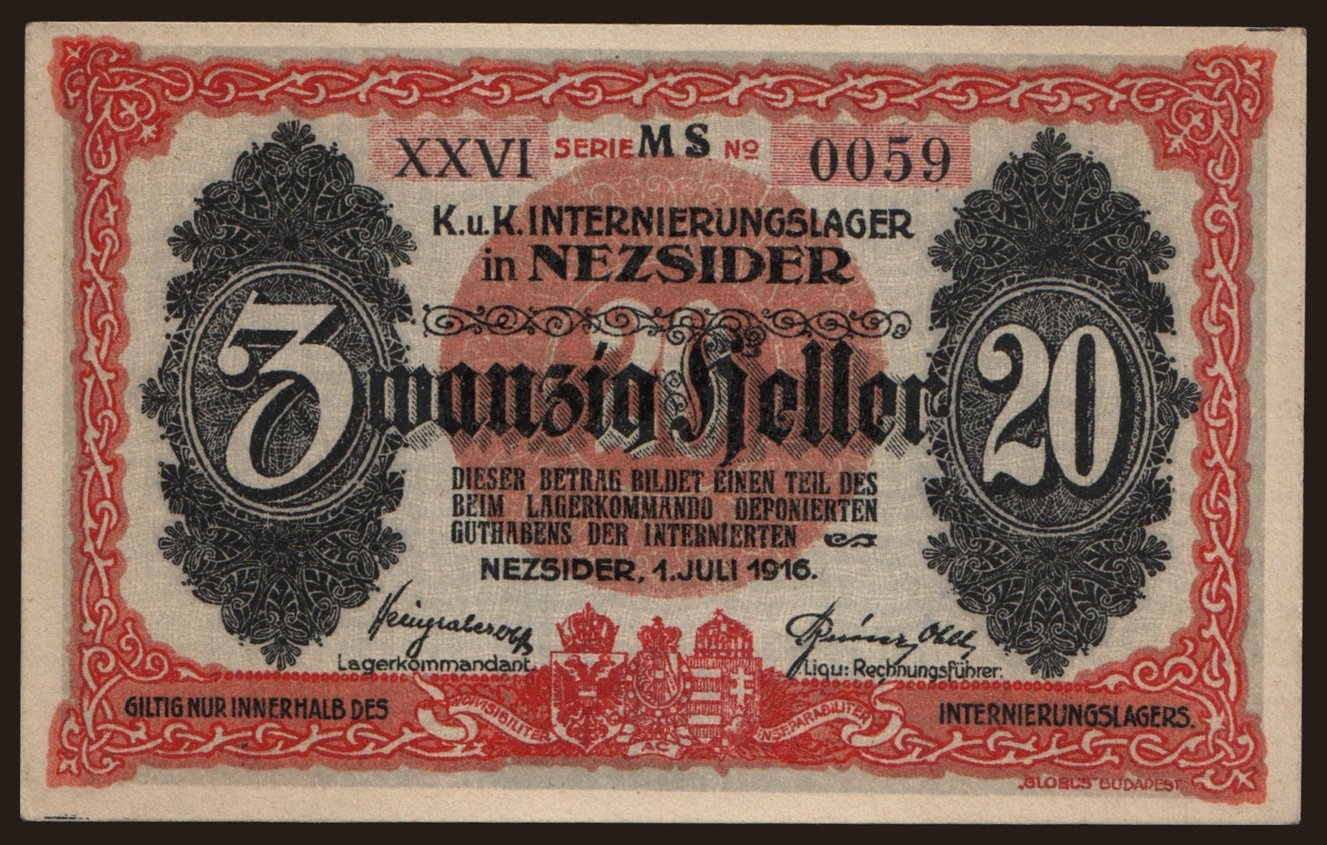 XXVI SERIE MS No 0059
K.u.K. INTERNIERUNGSLAGER
in NEZSIDER
20
Zwanzig Heller
20
DIESER BETRAG BILDET EINEN TEIL DES
BEIM LAGERKOMMANDO DEPONIERTEN
GUTHABENS DER INTERNIERTEN
NEZSIDER, 1. JULI 1916.
Lagerkommandant.
Liqu: Rechnungsführer.
GILTIG NUR INNERHALB DES INTERNIERUNGSLAGERS.
INSEPARABILITER
AC
„GLOBUS“ BUDAPEST